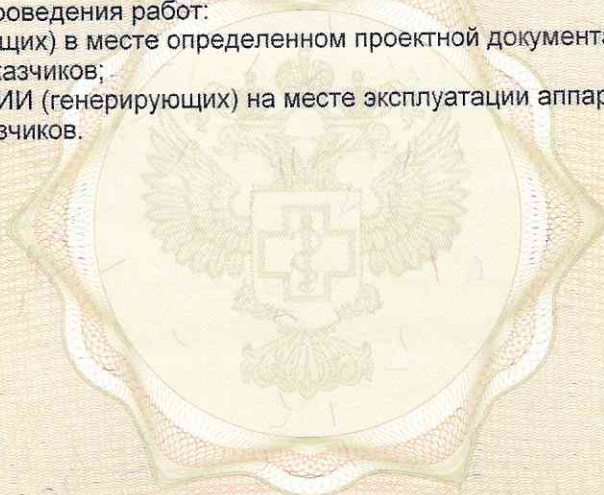 роведения работ:
щих) в месте определенном проектной документа
казчиков;
ИИ (генерирующих) на месте эксплуатации аппар
зчиков.